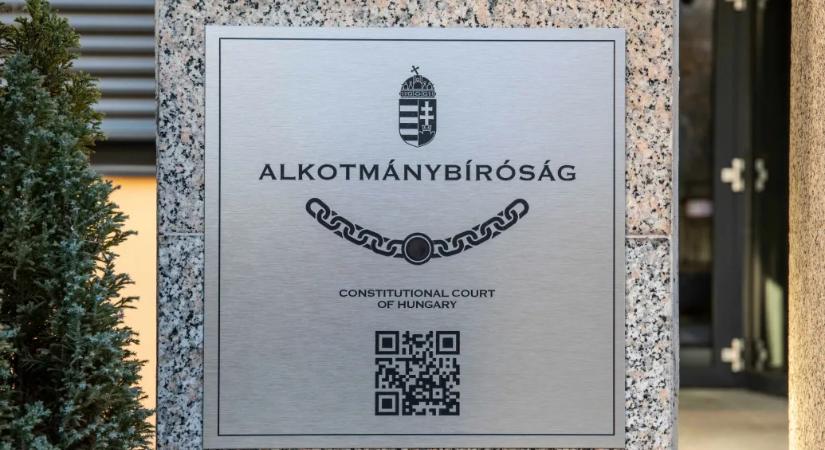 ALKOTMÁNYBÍRÓSÁG
CONSTITUTIONAL COURT
OF HUNGARY